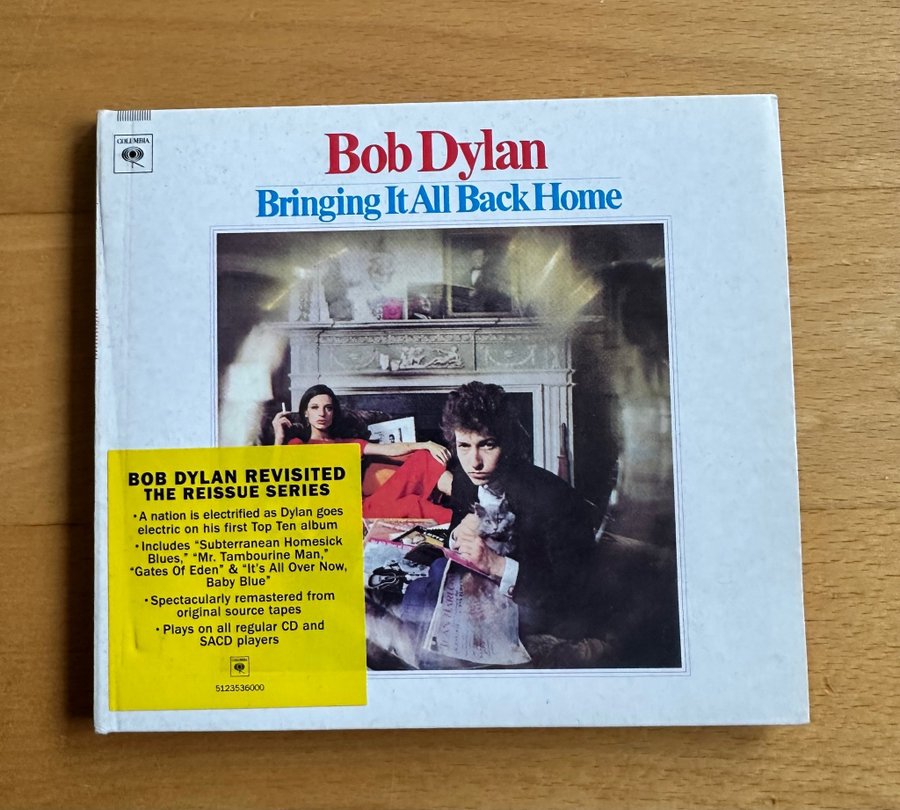 COLUMBIA
Bob Dylan
Bringing It All Back Home
BOB DYLAN REVISITED
THE REISSUE SERIES
• A nation is electrified as Dylan goes
electric on his first Top Ten album
• Includes “Subterranean Homesick
Blues,” “Mr. Tambourine Man,”
“Gates Of Eden” & “It’s All Over Now,
Baby Blue”
• Spectacularly remastered from
original source tapes
• Plays on all regular CD and
SACD players
COLUMBIA
5123536000